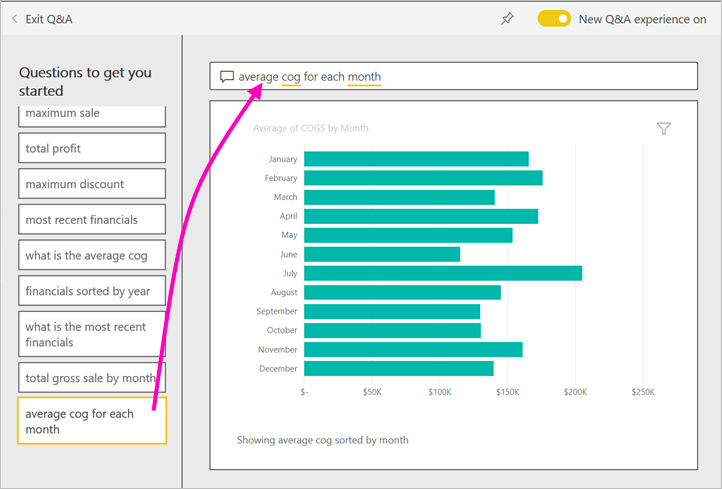 Exit Q&A
New Q&A experience on
Questions to get you
started
maximum sale
total profit
maximum discount
most recent financials
what is the average cog
financials sorted by year
what is the most recent
financials
total gross sale by month
average cog for each
month
average cog for each month
Average of COGS by Month
January
February
March
April
May
June
July
August
September
October
November
December
$- $50K $100K $150K $200K $250K
Showing average cog sorted by month